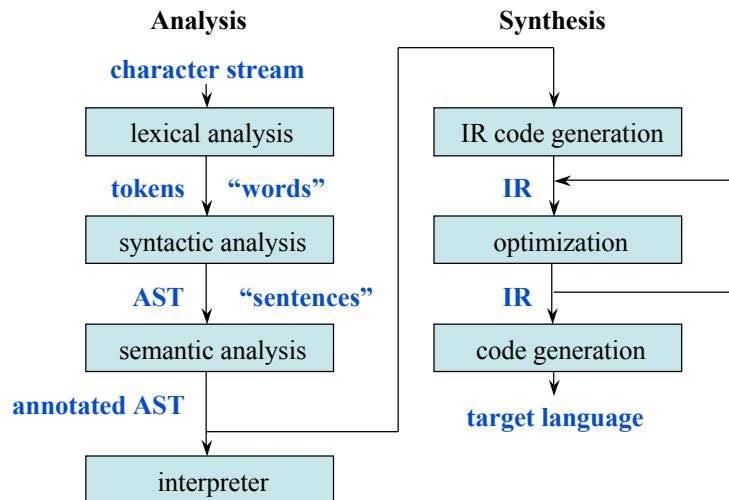 Analysis
character stream
lexical analysis
tokens “words”
syntactic analysis
AST “sentences”
semantic analysis
annotated AST
interpreter
Synthesis
IR code generation
IR
optimization
IR
code generation
target language